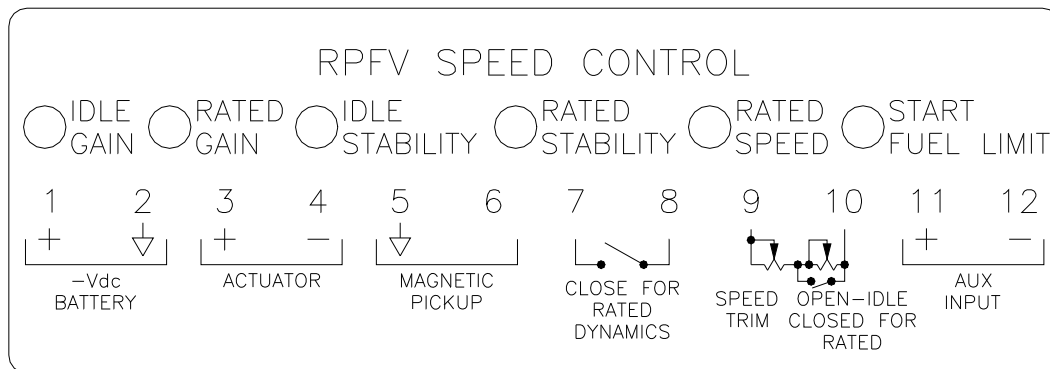 RPFV SPEED CONTROL
IDLE GAIN
RATED GAIN
IDLE STABILITY
RATED STABILITY
RATED SPEED
START FUEL LIMIT
1 2 3 4 5 6 7 8 9 10 11 12
+ + − + −
−Vdc
BATTERY
ACTUATOR
MAGNETIC
PICKUP
CLOSE FOR
RATED
DYNAMICS
SPEED
TRIM
OPEN−IDLE
CLOSED FOR
RATED
AUX
INPUT